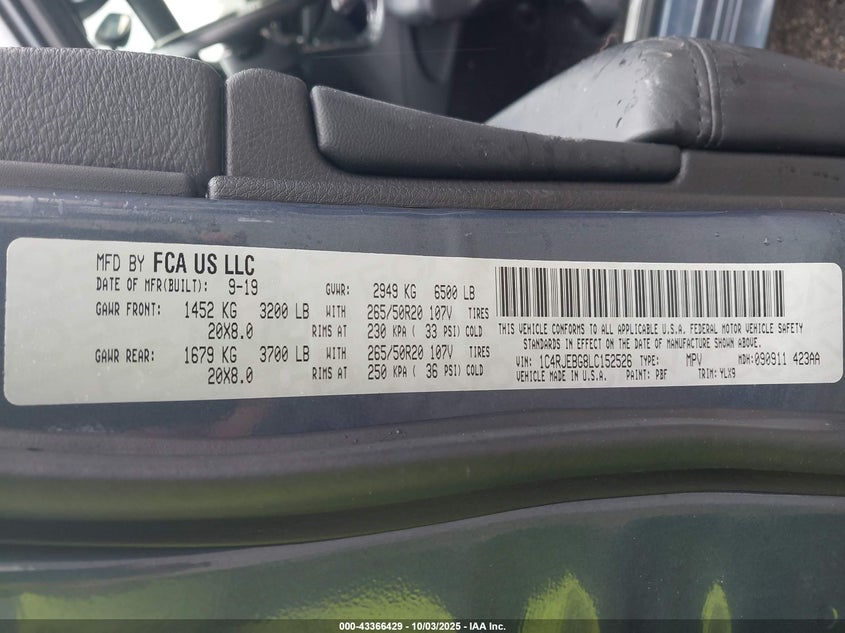 MFD BY FCA US LLC
DATE OF MFR(BUILT): 9-19 GVWR: 2949 KG 6500 LB
GAWR FRONT: 1452 KG 3200 LB WITH 265/50R20 107V TIRES
20X8.0 RIMS AT 230 KPA ( 33 PSI) COLD
GAWR REAR: 1679 KG 3700 LB WITH 265/50R20 107V TIRES
20X8.0 RIMS AT 250 KPA ( 36 PSI) COLD
THIS VEHICLE CONFORMS TO ALL APPLICABLE U.S.A. FEDERAL MOTOR VEHICLE SAFETY
STANDARDS IN EFFECT ON THE DATE OF MANUFACTURE SHOWN ABOVE.
VIN: 1C4RJEBG8LC152526 TYPE: MPV MDH:090911 423AA
VEHICLE MADE IN U.S.A. PAINT: PBF TRIM:YLX9
000-43366429 - 10/03/2025 - IAA Inc.